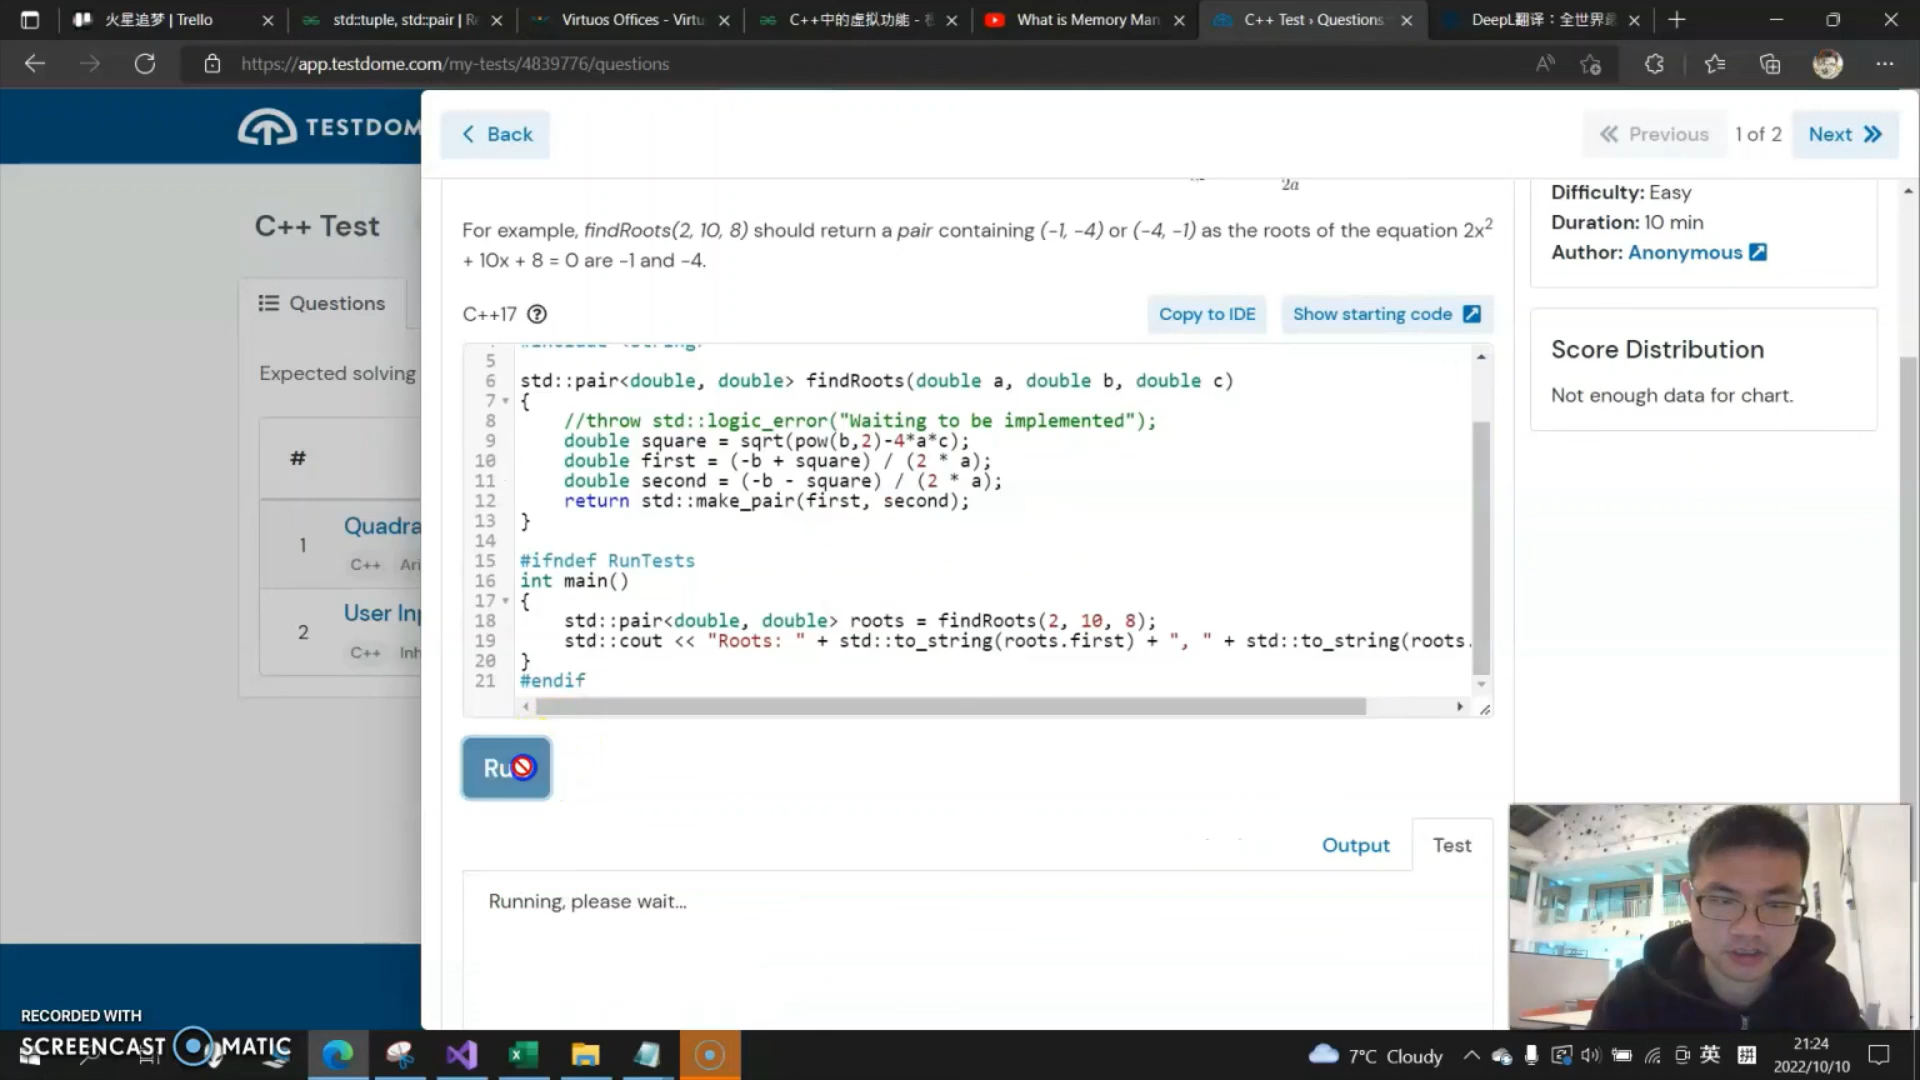 火星追梦 | Trello
std::tuple, std::pair | R
Virtuos Offices - Virtu
C++中的虚拟功能 -
What is Memory Man
C++ Test › Questions
DeepL翻译：全世界
https://app.testdome.com/my-tests/4839776/questions
TESTDOM
Back
Previous
1 of 2
Next
2a
For example, findRoots(2, 10, 8) should return a pair containing (-1, -4) or (-4, -1) as the roots of the equation 2x²
+ 10x + 8 = 0 are -1 and -4.
Difficulty: Easy
Duration: 10 min
Author: Anonymous
C++ Test
Questions
Expected solving
#
1
Quadra
C++ Ari
2
User Inp
C++ Inh
C++17
Copy to IDE
Show starting code
Score Distribution
Not enough data for chart.
#include <string>
5
6 std::pair<double, double> findRoots(double a, double b, double c)
7 {
8 //throw std::logic_error("Waiting to be implemented");
9 double square = sqrt(pow(b,2)-4*a*c);
10 double first = (-b + square) / (2 * a);
11 double second = (-b - square) / (2 * a);
12 return std::make_pair(first, second);
13 }
14
15 #ifndef RunTests
16 int main()
17 {
18 std::pair<double, double> roots = findRoots(2, 10, 8);
19 std::cout << "Roots: " + std::to_string(roots.first) + ", " + std::to_string(roots.
20 }
21 #endif
Ru
Output
Test
Running, please wait...
RECORDED WITH
SCREENCAST MATIC
7°C Cloudy
英
拼
21:24
2022/10/10